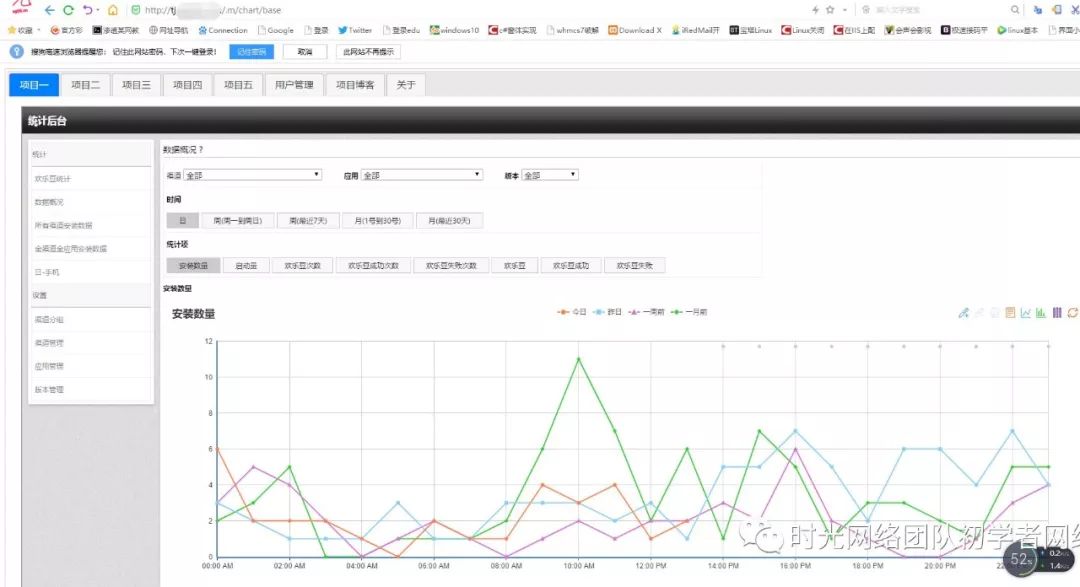 http://tj /m/chart/base
收藏 官方彩 渗透某网教 网址导航 Connection Google 登录 Twitter 登录edu windows10 c#窗体实现 whmcs7破解 Download X iRedMail开 宝塔Linux Linux关闭 在IIS上配 会声会影视 极速接码平 linux基本 界面小
搜狗高速浏览器提醒您: 记住此网站密码,下次一键登录! 记住密码 取消 此网站不再提示
项目一 项目二 项目三 项目四 项目五 用户管理 项目博客 关于
统计后台
统计
欢乐豆统计
数据概况
所有渠道安装数据
全渠道全应用安装数据
日-手机
设置
渠道分组
渠道管理
应用管理
版本管理
数据概况?
渠道 全部 应用 全部 版本 全部
时间
日 周(周一到周日) 周(最近7天) 月(1号到30号) 月(最近30天)
统计项
安装数量 启动量 欢乐豆次数 欢乐豆成功次数 欢乐豆失败次数 欢乐豆 欢乐豆成功 欢乐豆失败
安装数量
安装数量 今日 昨日 一周前 一月前
12
10
8
6
4
2
0
00:00 AM 02:00 AM 04:00 AM 06:00 AM 08:00 AM 10:00 AM 12:00 PM 14:00 PM 16:00 PM 18:00 PM 20:00 PM 22
时光网络团队初学者网络
52%
0.2K/s
1.4K/s